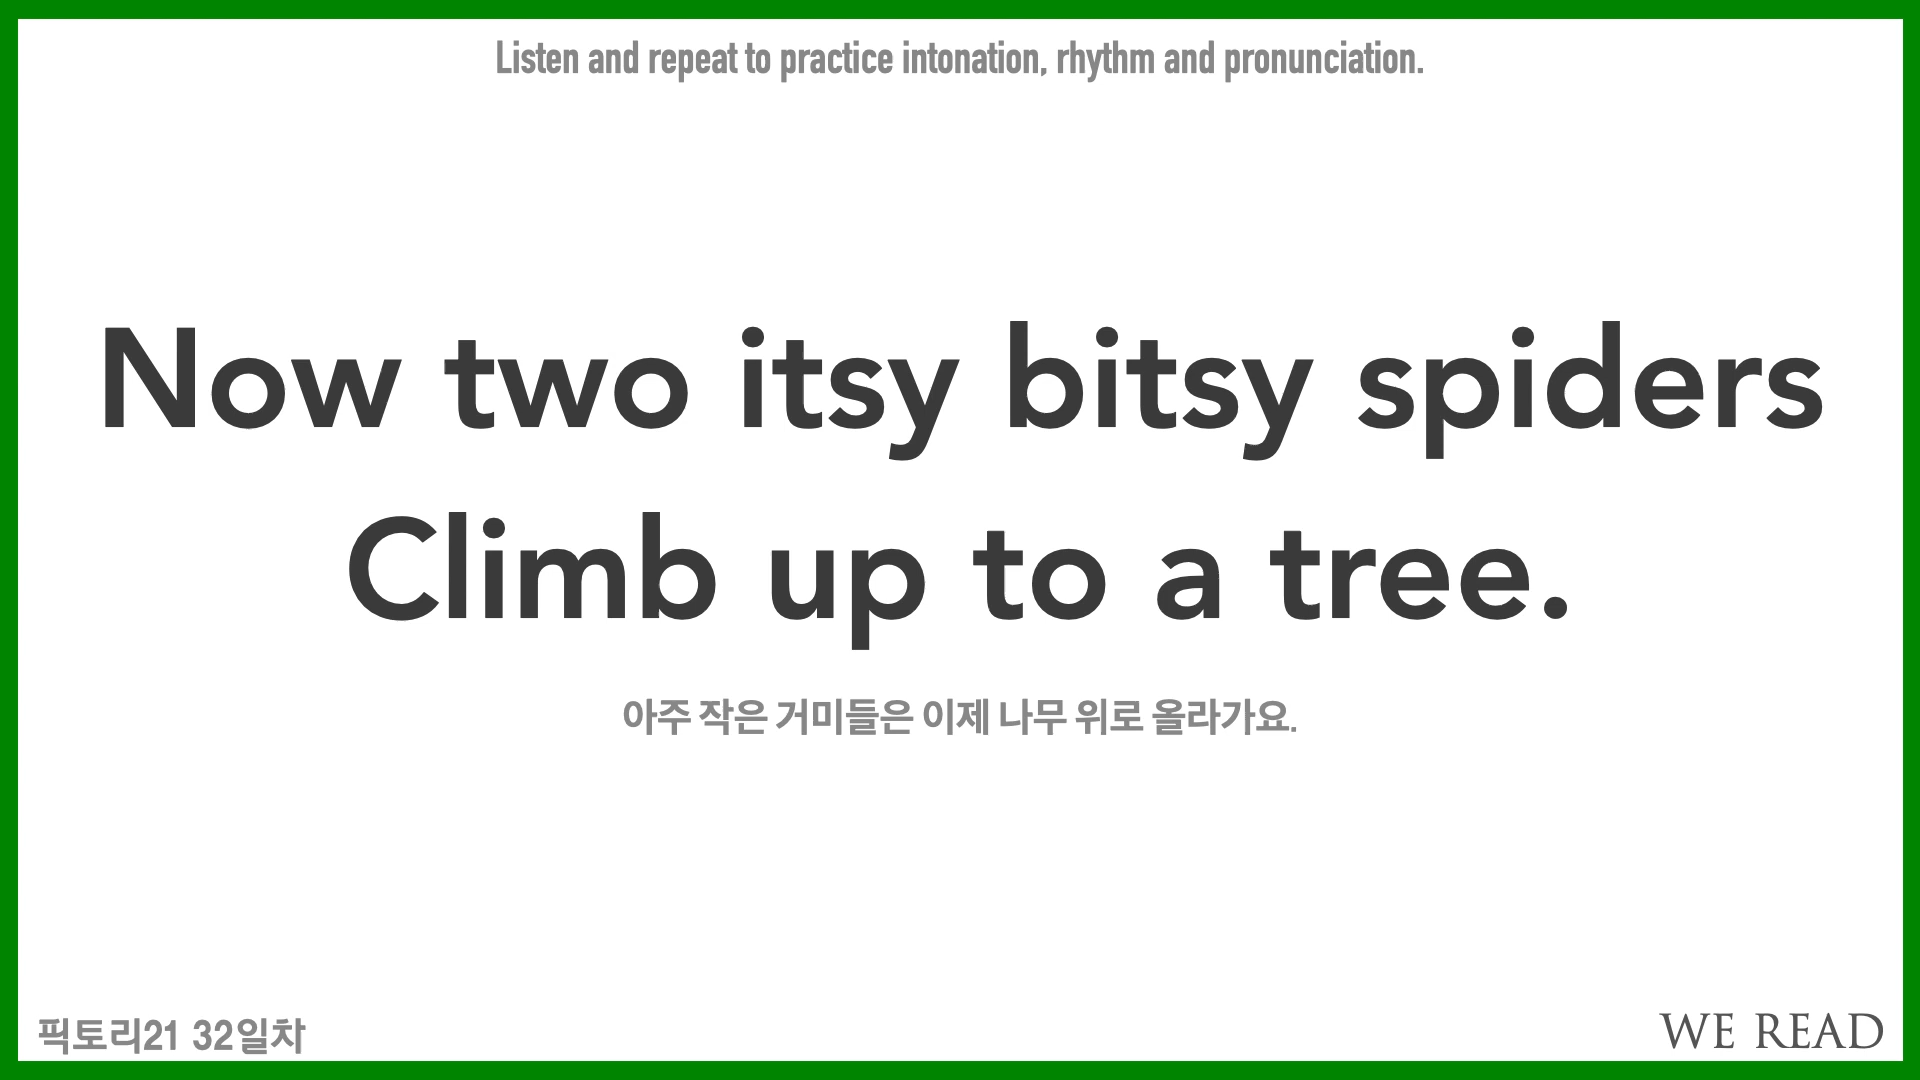 Listen and repeat to practice intonation, rhythm and pronunciation.
Now two itsy bitsy spiders
Climb up to a tree.
아주 작은 거미들은 이제 나무 위로 올라가요.
픽토리21 32일차
WE READ